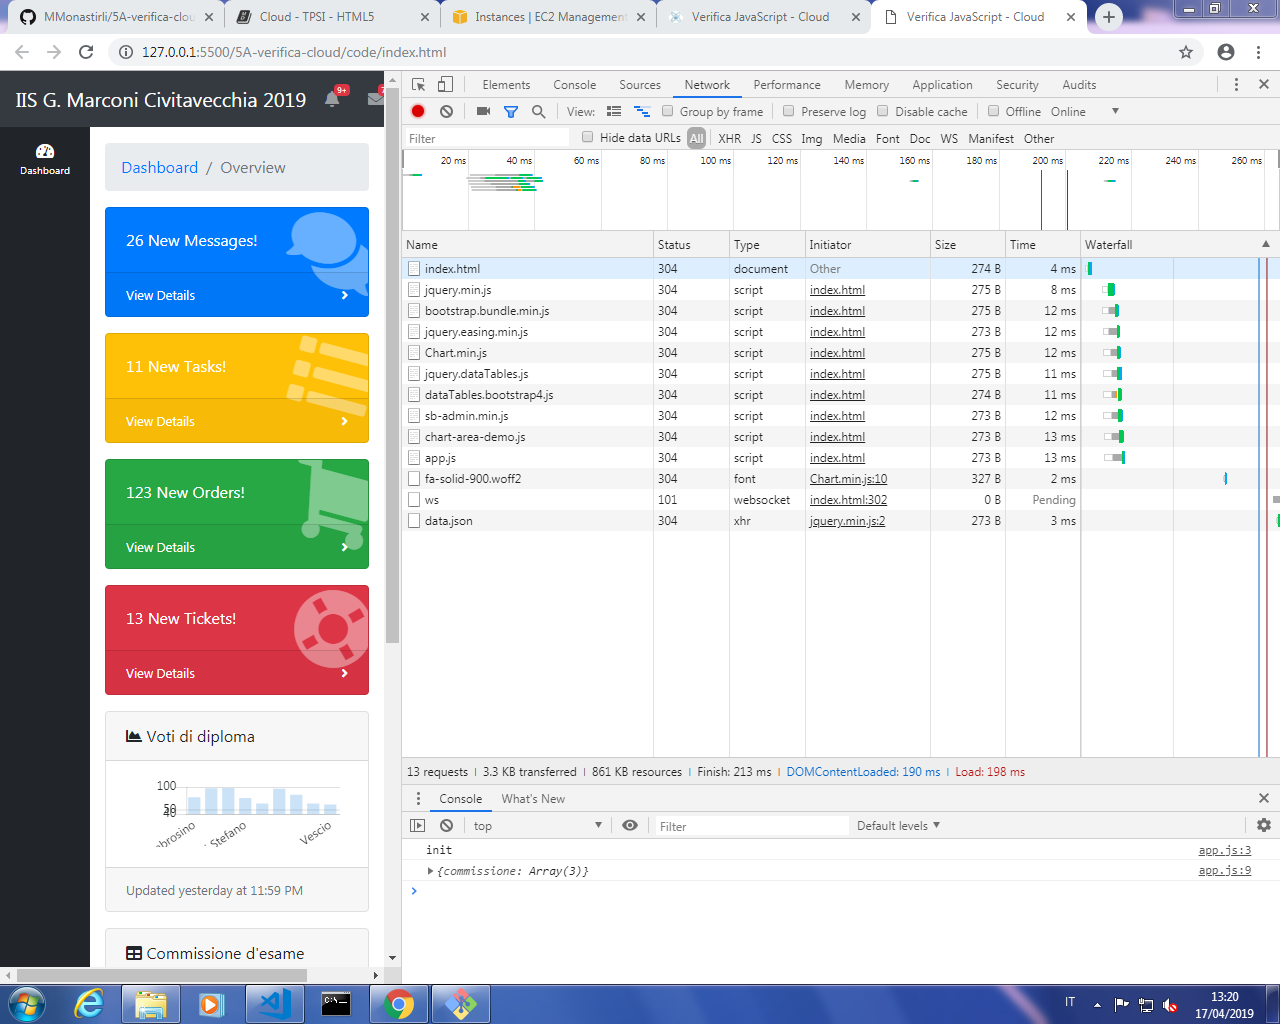 MMonastirli/5A-verifica-clou
Cloud - TPSI - HTML5
Instances | EC2 Management
Verifica JavaScript - Cloud
Verifica JavaScript - Cloud
127.0.0.1:5500/5A-verifica-cloud/code/index.html
IIS G. Marconi Civitavecchia 2019
9+
Dashboard
Dashboard / Overview
26 New Messages!
View Details
11 New Tasks!
View Details
123 New Orders!
View Details
13 New Tickets!
View Details
Voti di diploma
100
50
40
brosino
Stefano
Vescio
Updated yesterday at 11:59 PM
Commissione d'esame
Elements Console Sources Network Performance Memory Application Security Audits
View: Group by frame Preserve log Disable cache Offline Online
Filter Hide data URLs All XHR JS CSS Img Media Font Doc WS Manifest Other
20 ms 40 ms 60 ms 80 ms 100 ms 120 ms 140 ms 160 ms 180 ms 200 ms 220 ms 240 ms 260 ms
Name Status Type Initiator Size Time Waterfall
index.html 304 document Other 274 B 4 ms
jquery.min.js 304 script index.html 275 B 8 ms
bootstrap.bundle.min.js 304 script index.html 275 B 12 ms
jquery.easing.min.js 304 script index.html 273 B 12 ms
Chart.min.js 304 script index.html 275 B 12 ms
jquery.dataTables.js 304 script index.html 275 B 11 ms
dataTables.bootstrap4.js 304 script index.html 274 B 11 ms
sb-admin.min.js 304 script index.html 273 B 12 ms
chart-area-demo.js 304 script index.html 273 B 13 ms
app.js 304 script index.html 273 B 13 ms
fa-solid-900.woff2 304 font Chart.min.js:10 327 B 2 ms
ws 101 websocket index.html:302 0 B Pending
data.json 304 xhr jquery.min.js:2 273 B 3 ms
13 requests | 3.3 KB transferred | 861 KB resources | Finish: 213 ms | DOMContentLoaded: 190 ms | Load: 198 ms
Console What's New
top Filter Default levels
init app.js:3
{commissione: Array(3)} app.js:9
IT
13:20
17/04/2019